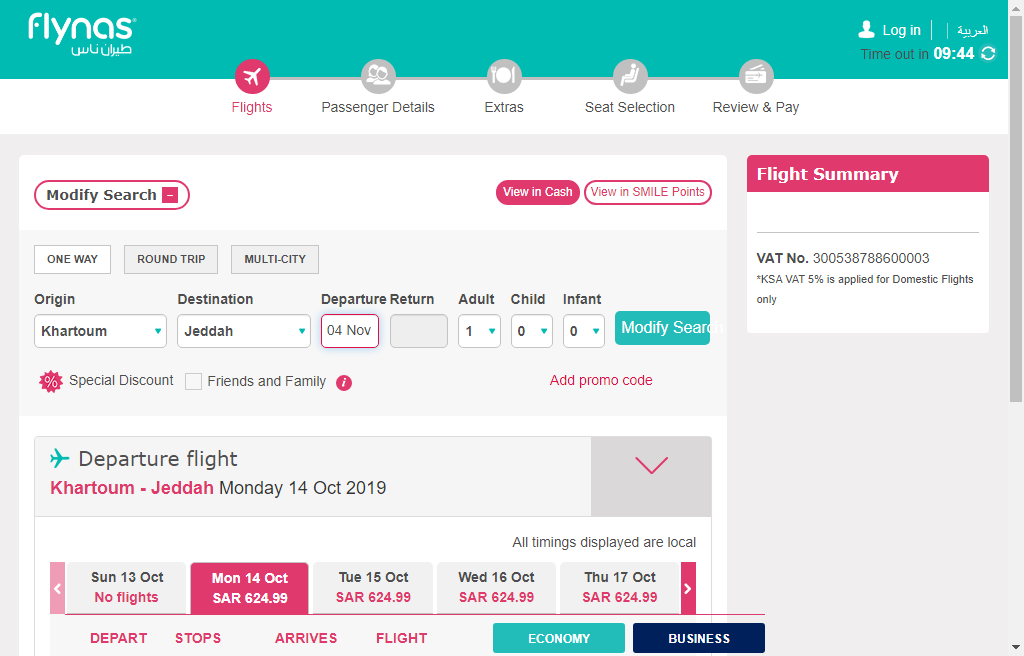 flynas
طيران ناس
Log in
العربية
Time out in 09:44
Flights
Passenger Details
Extras
Seat Selection
Review & Pay
Modify Search
View in Cash
View in SMILE Points
Flight Summary
VAT No. 300538788600003
*KSA VAT 5% is applied for Domestic Flights
only
ONE WAY
ROUND TRIP
MULTI-CITY
Origin
Destination
Departure
Return
Adult
Child
Infant
Khartoum
Jeddah
04 Nov
1
0
0
Modify Search
Special Discount
Friends and Family
i
Add promo code
Departure flight
Khartoum - Jeddah Monday 14 Oct 2019
All timings displayed are local
Sun 13 Oct
No flights
Mon 14 Oct
SAR 624.99
Tue 15 Oct
SAR 624.99
Wed 16 Oct
SAR 624.99
Thu 17 Oct
SAR 624.99
DEPART
STOPS
ARRIVES
FLIGHT
ECONOMY
BUSINESS